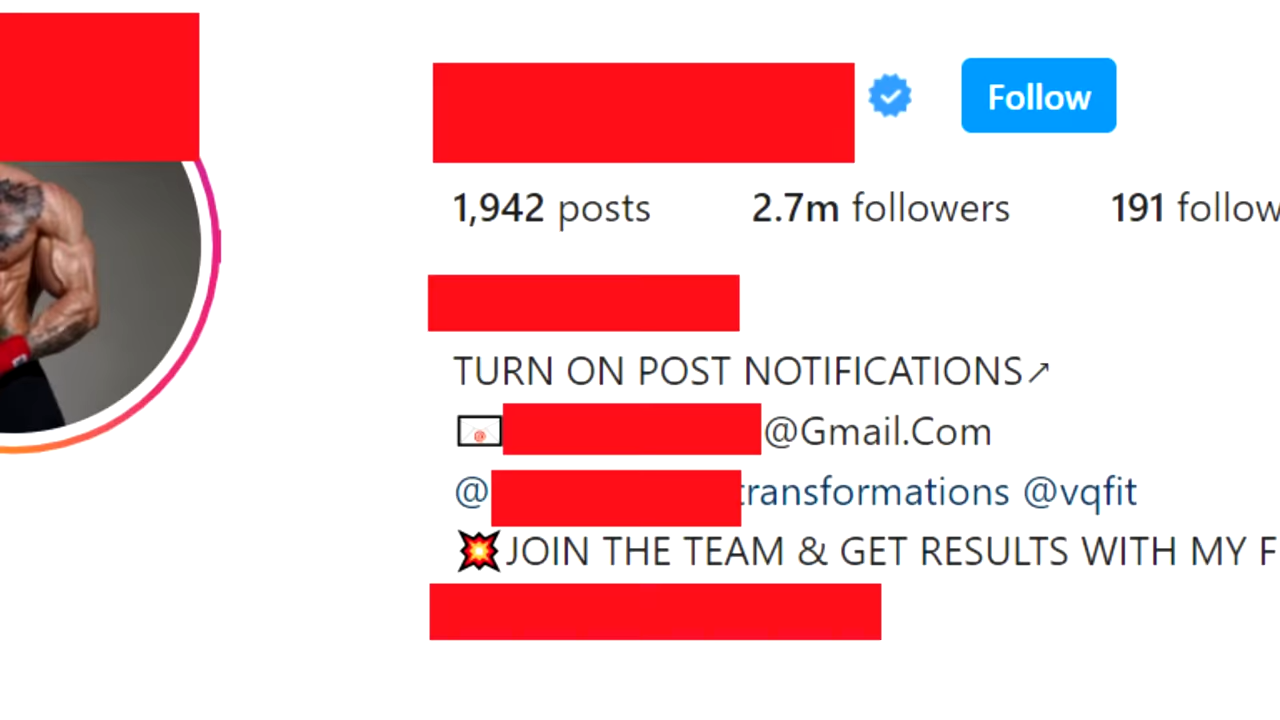 Follow
1,942 posts 2.7m followers 191 follow
TURN ON POST NOTIFICATIONS↗
@Gmail.Com
@ transformations @vqfit
💥JOIN THE TEAM & GET RESULTS WITH MY F